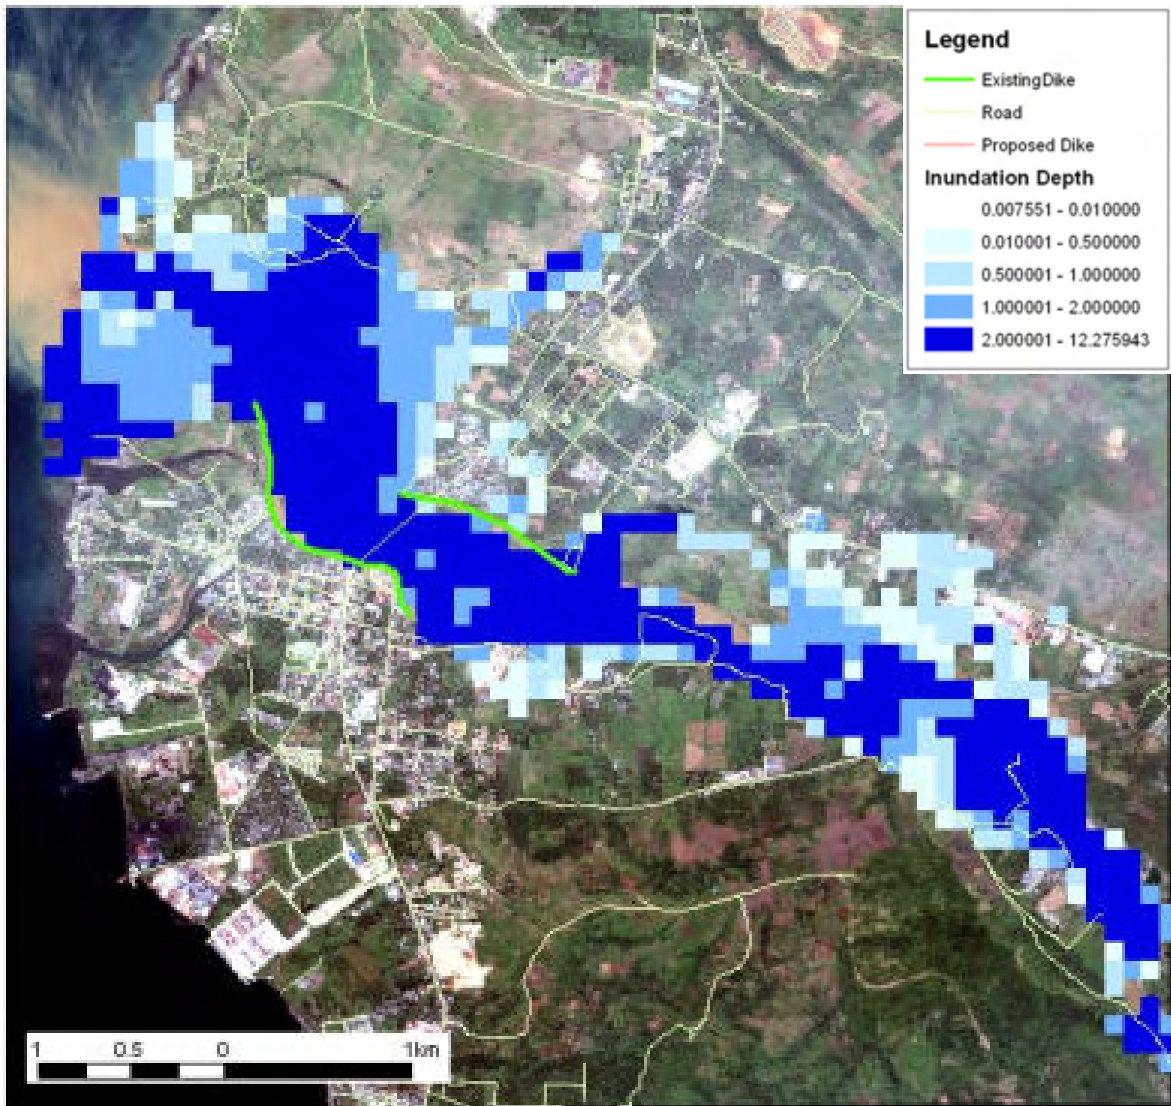 Legend
ExistingDike
Road
Proposed Dike
Inundation Depth
0.007551 - 0.010000
0.010001 - 0.500000
0.500001 - 1.000000
1.000001 - 2.000000
2.000001 - 12.275943
1 0.5 0 1km